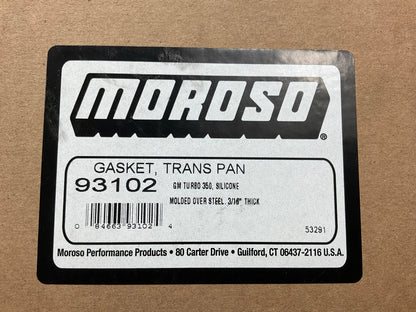 MOROSO®
GASKET, TRANS PAN
93102 GM TURBO 350, SILICONE
MOLDED OVER STEEL. 3/16" THICK
0 84663 93102 4
53291
Moroso Performance Products • 80 Carter Drive • Guilford, CT 06437-2116 U.S.A.